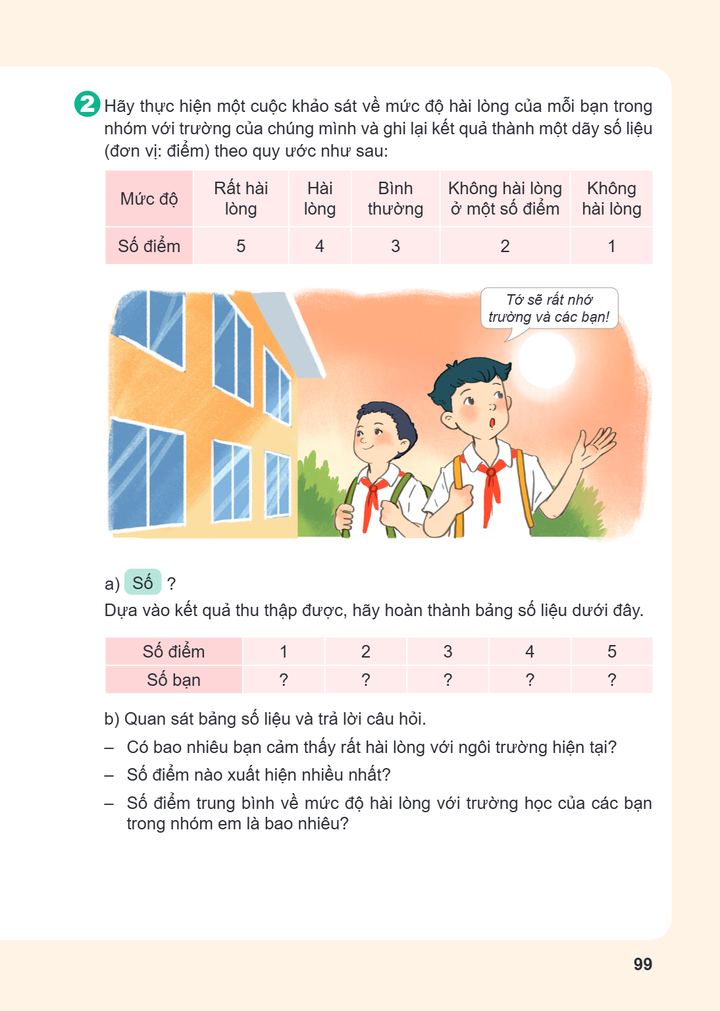 2 Hãy thực hiện một cuộc khảo sát về mức độ hài lòng của mỗi bạn trong
nhóm với trường của chúng mình và ghi lại kết quả thành một dãy số liệu
(đơn vị: điểm) theo quy ước như sau:
Mức độ Rất hài lòng Hài lòng Bình thường Không hài lòng ở một số điểm Không hài lòng
Số điểm 5 4 3 2 1
Tớ sẽ rất nhớ
trường và các bạn!
a) Số ?
Dựa vào kết quả thu thập được, hãy hoàn thành bảng số liệu dưới đây.
Số điểm 1 2 3 4 5
Số bạn ? ? ? ? ?
b) Quan sát bảng số liệu và trả lời câu hỏi.
– Có bao nhiêu bạn cảm thấy rất hài lòng với ngôi trường hiện tại?
– Số điểm nào xuất hiện nhiều nhất?
– Số điểm trung bình về mức độ hài lòng với trường học của các bạn
trong nhóm em là bao nhiêu?
99